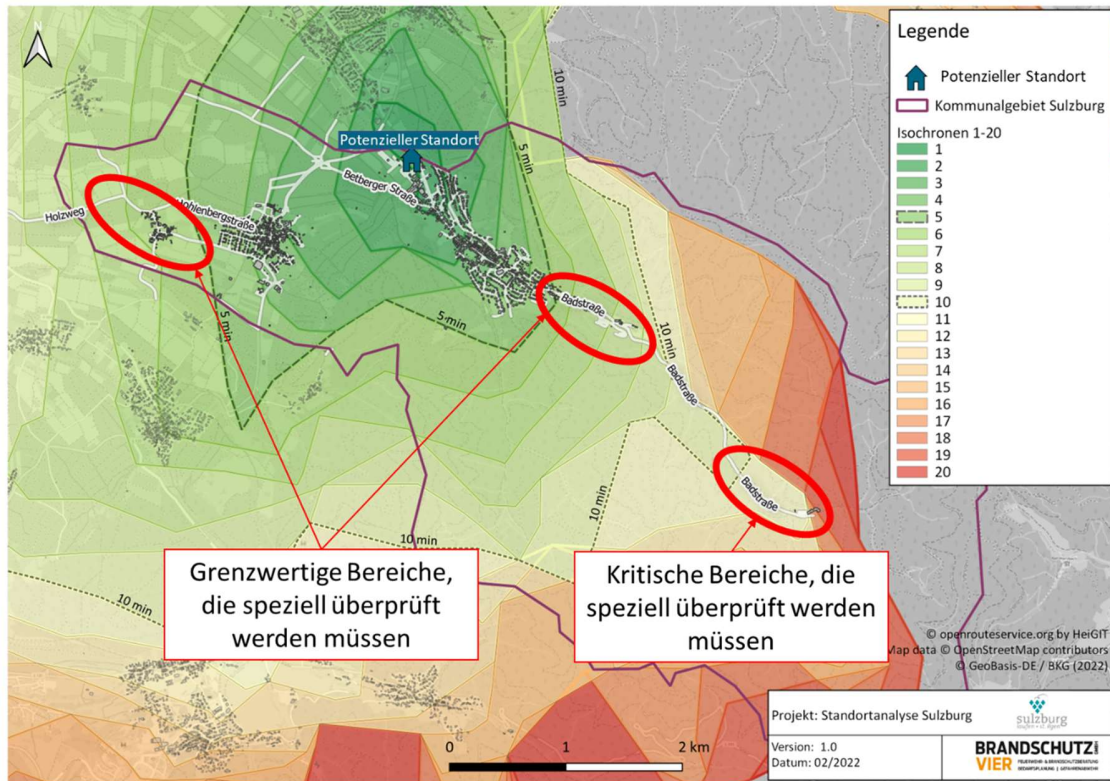 N
10 min
Potenzieller Standort
5 min
Betberger Straße
Holzweg
Hohlenbergstraße
5 min
5 min
Badstraße
10 min
Badstraße
Badstraße
10 min
10 min
10 min
Grenzwertige Bereiche,
die speziell überprüft
werden müssen
Kritische Bereiche, die
speziell überprüft werden
müssen
Legende
Potenzieller Standort
Kommunalgebiet Sulzburg
Isochronen 1-20
1
2
3
4
5
6
7
8
9
10
11
12
13
14
15
16
17
18
19
20
© openrouteservice.org by HeiGIT
Map data © OpenStreetMap contributors
© GeoBasis-DE / BKG (2022)
0 1 2 km
Projekt: Standortanalyse Sulzburg
sulzburg
laufen • st. ilgen
Version: 1.0
Datum: 02/2022
BRANDSCHUTZ
VIER